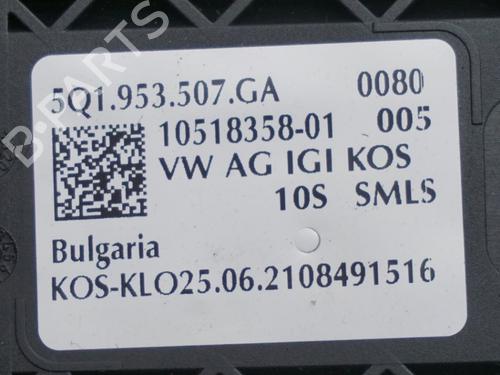 5Q1.953.507.GA 0080
10518358-01 005
VW AG IGI KOS
10S SMLS
Bulgaria
KOS-KLO25.06.2108491516
B-PARTS